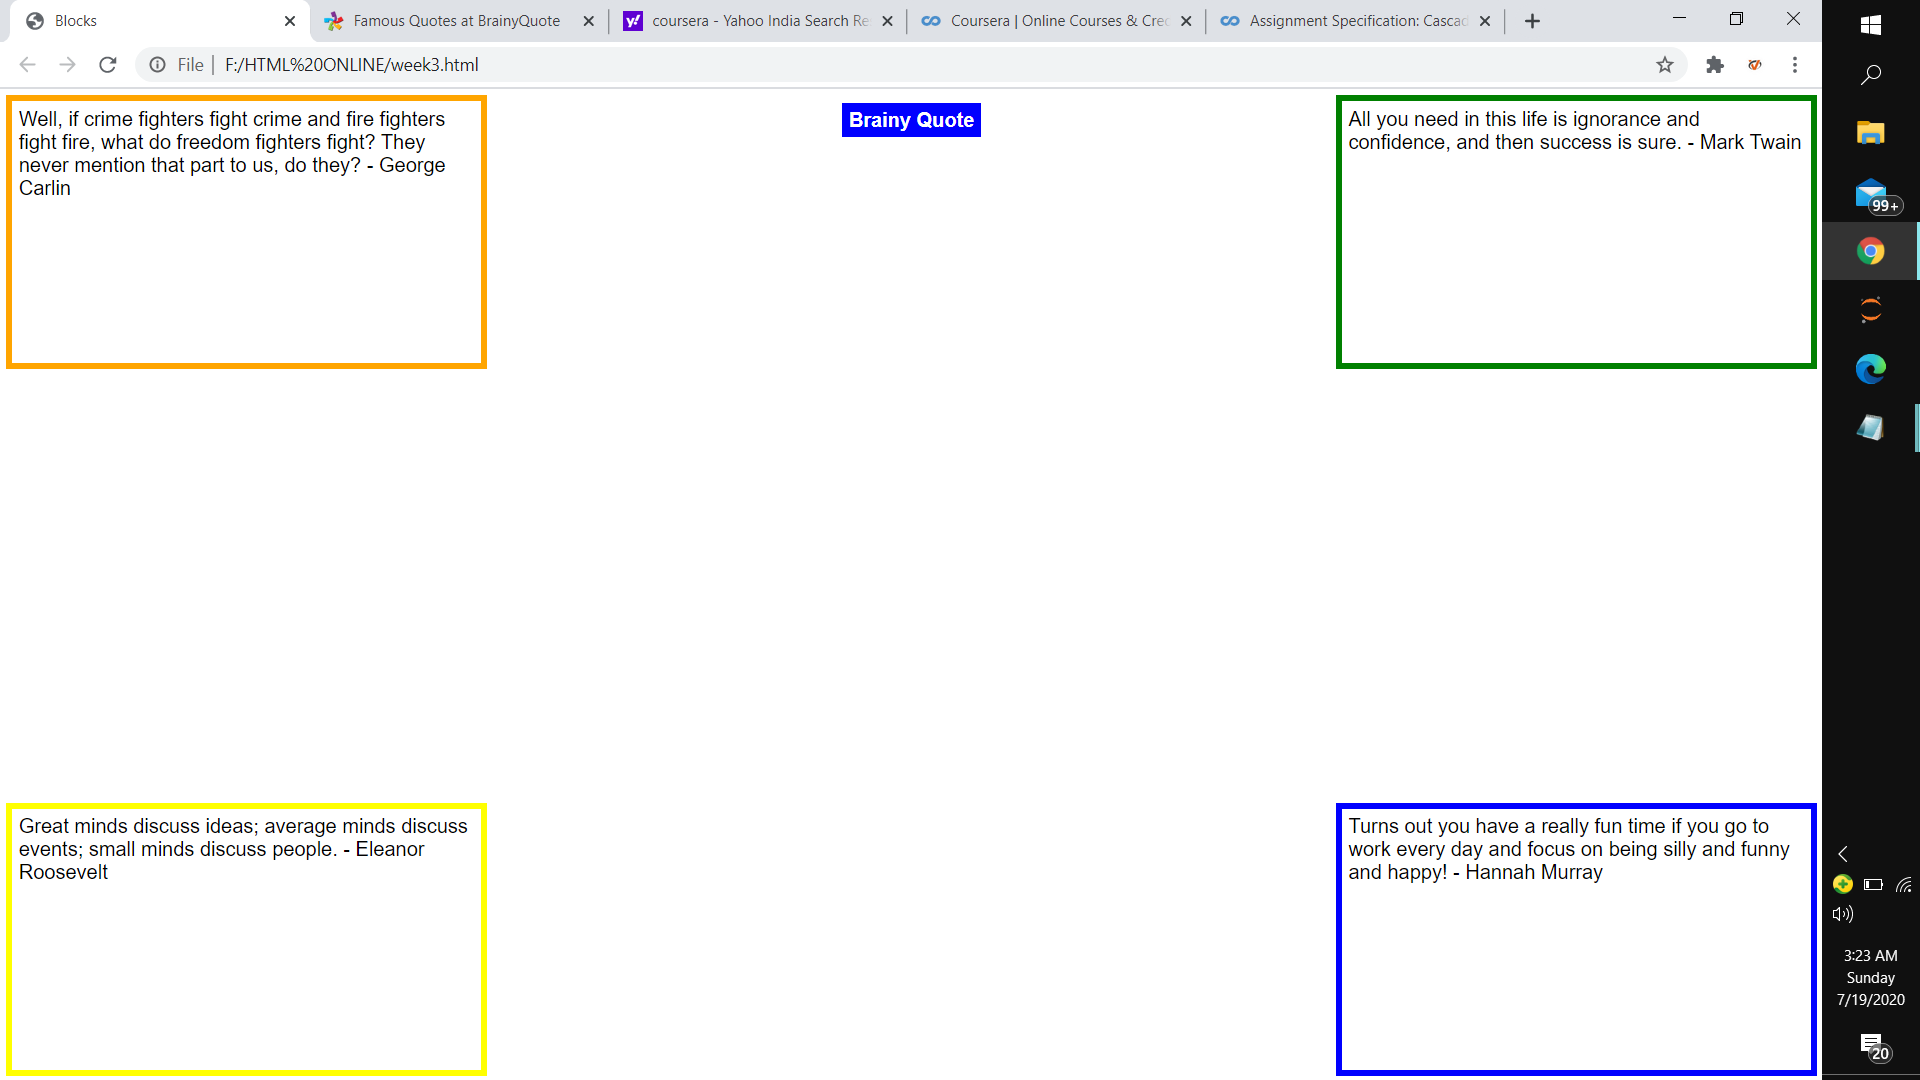 Blocks
Famous Quotes at BrainyQuote
coursera - Yahoo India Search Re
Coursera | Online Courses & Cred
Assignment Specification: Cascad
File | F:/HTML%20ONLINE/week3.html
Well, if crime fighters fight crime and fire fighters
fight fire, what do freedom fighters fight? They
never mention that part to us, do they? - George
Carlin
Brainy Quote
All you need in this life is ignorance and
confidence, and then success is sure. - Mark Twain
99+
Great minds discuss ideas; average minds discuss
events; small minds discuss people. - Eleanor
Roosevelt
Turns out you have a really fun time if you go to
work every day and focus on being silly and funny
and happy! - Hannah Murray
3:23 AM
Sunday
7/19/2020
20